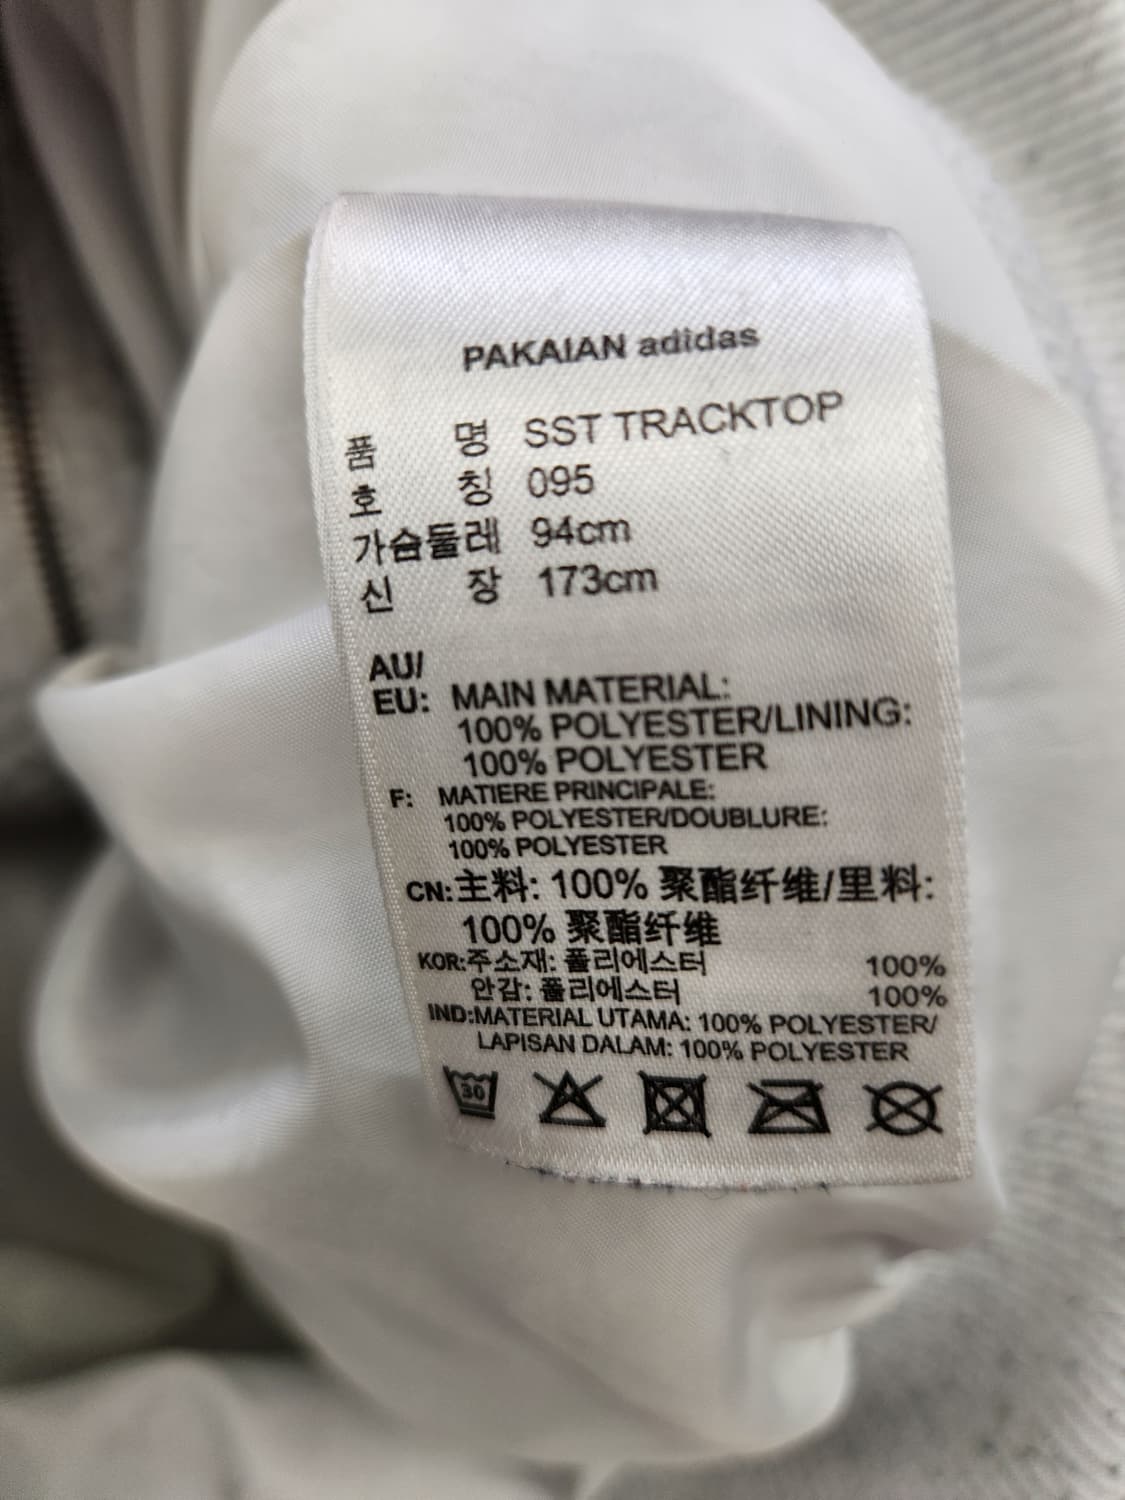 PAKAIAN adidas
품 명 SST TRACKTOP
호 칭 095
가슴둘레 94cm
신 장 173cm
AU/
EU: MAIN MATERIAL:
100% POLYESTER/LINING:
100% POLYESTER
F: MATIERE PRINCIPALE:
100% POLYESTER/DOUBLURE:
100% POLYESTER
CN:主料: 100% 聚酯纤维/里料:
100% 聚酯纤维
KOR:주소재: 폴리에스터 100%
안감: 폴리에스터 100%
IND:MATERIAL UTAMA: 100% POLYESTER/
LAPISAN DALAM: 100% POLYESTER
30